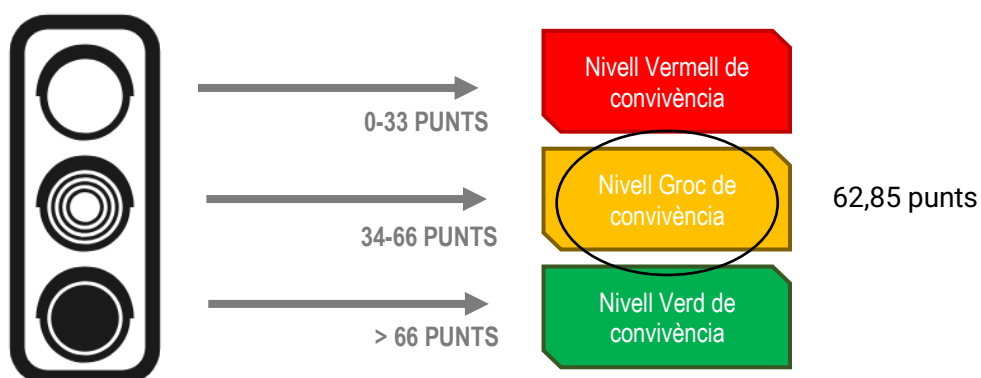 Nivell Vermell de
convivència
0-33 PUNTS
Nivell Groc de
convivència
62,85 punts
34-66 PUNTS
Nivell Verd de
convivència
> 66 PUNTS